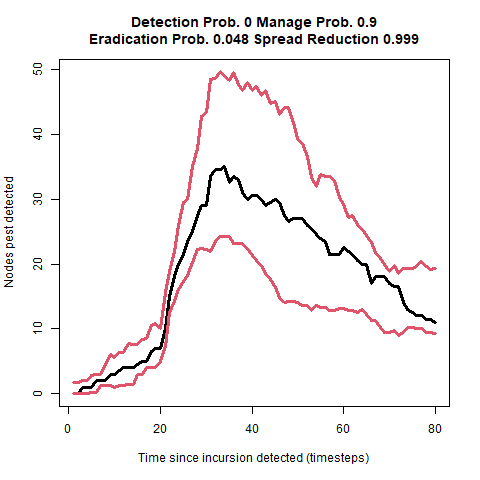 Detection Prob. 0 Manage Prob. 0.9
Eradication Prob. 0.048 Spread Reduction 0.999
50
40
30
20
10
0
Nodes pest detected
0 20 40 60 80
Time since incursion detected (timesteps)